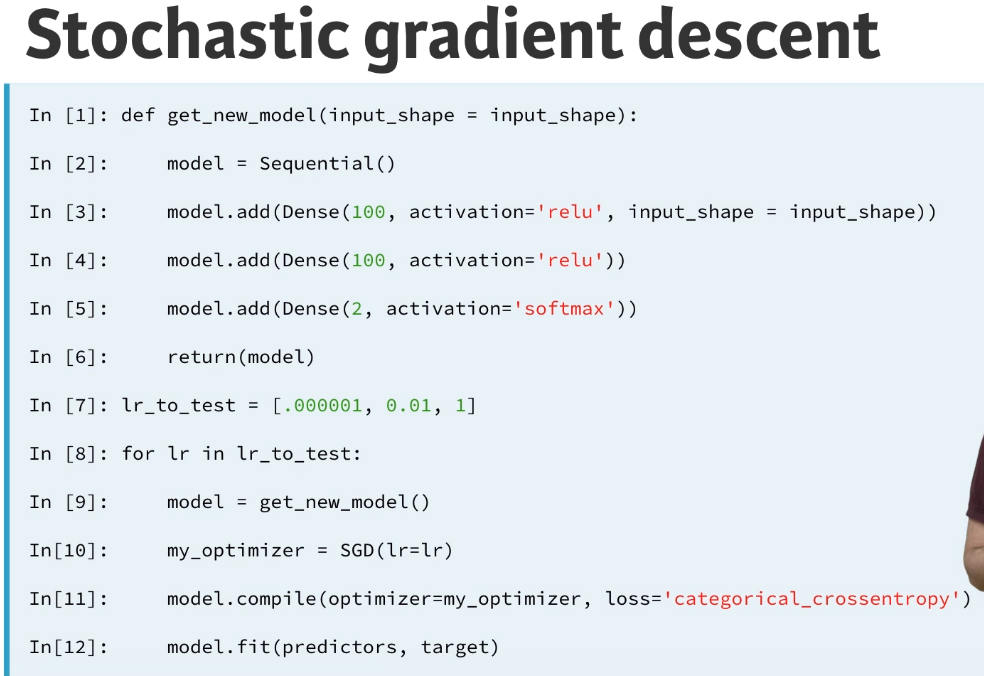 Stochastic gradient descent
In [1]: def get_new_model(input_shape = input_shape):
In [2]:     model = Sequential()
In [3]:     model.add(Dense(100, activation='relu', input_shape = input_shape))
In [4]:     model.add(Dense(100, activation='relu'))
In [5]:     model.add(Dense(2, activation='softmax'))
In [6]:     return(model)
In [7]: lr_to_test = [.000001, 0.01, 1]
In [8]: for lr in lr_to_test:
In [9]:     model = get_new_model()
In[10]:     my_optimizer = SGD(lr=lr)
In[11]:     model.compile(optimizer=my_optimizer, loss='categorical_crossentropy')
In[12]:     model.fit(predictors, target)